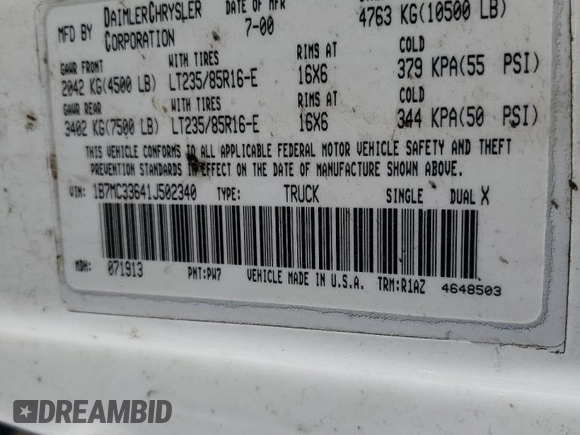 MFD BY DAIMLERCHRYSLER CORPORATION DATE OF MFR 7-00 4763 KG(10500 LB)
GAWR FRONT WITH TIRES RIMS AT COLD
2042 KG(4500 LB) LT235/85R16-E 16X6 379 KPA(55 PSI)
GAWR REAR WITH TIRES RIMS AT COLD
3402 KG(7500 LB) LT235/85R16-E 16X6 344 KPA(50 PSI)
THIS VEHICLE CONFORMS TO ALL APPLICABLE FEDERAL MOTOR VEHICLE SAFETY AND THEFT
PREVENTION STANDARDS IN EFFECT ON THE DATE OF MANUFACTURE SHOWN ABOVE.
VIN: 1B7MC33641J502340 TYPE: TRUCK SINGLE DUAL X
MDH: 071913 PNT:PW7 VEHICLE MADE IN U.S.A. TRM:R1AZ 4648503
DREAMBID